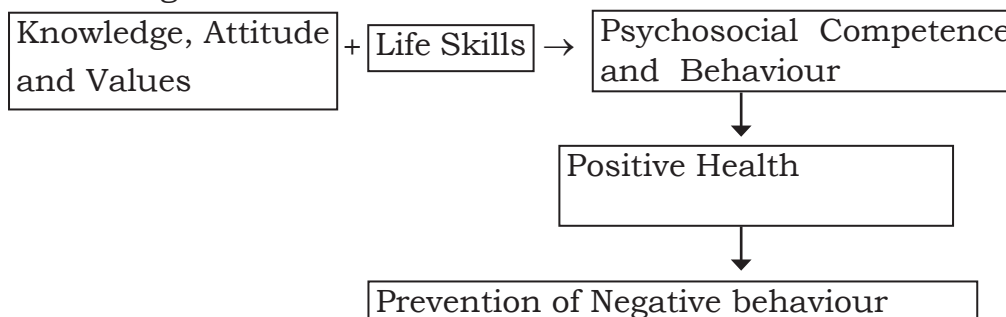 Knowledge, Attitude and Values + Life Skills → Psychosocial Competence and Behaviour
Positive Health
Prevention of Negative behaviour